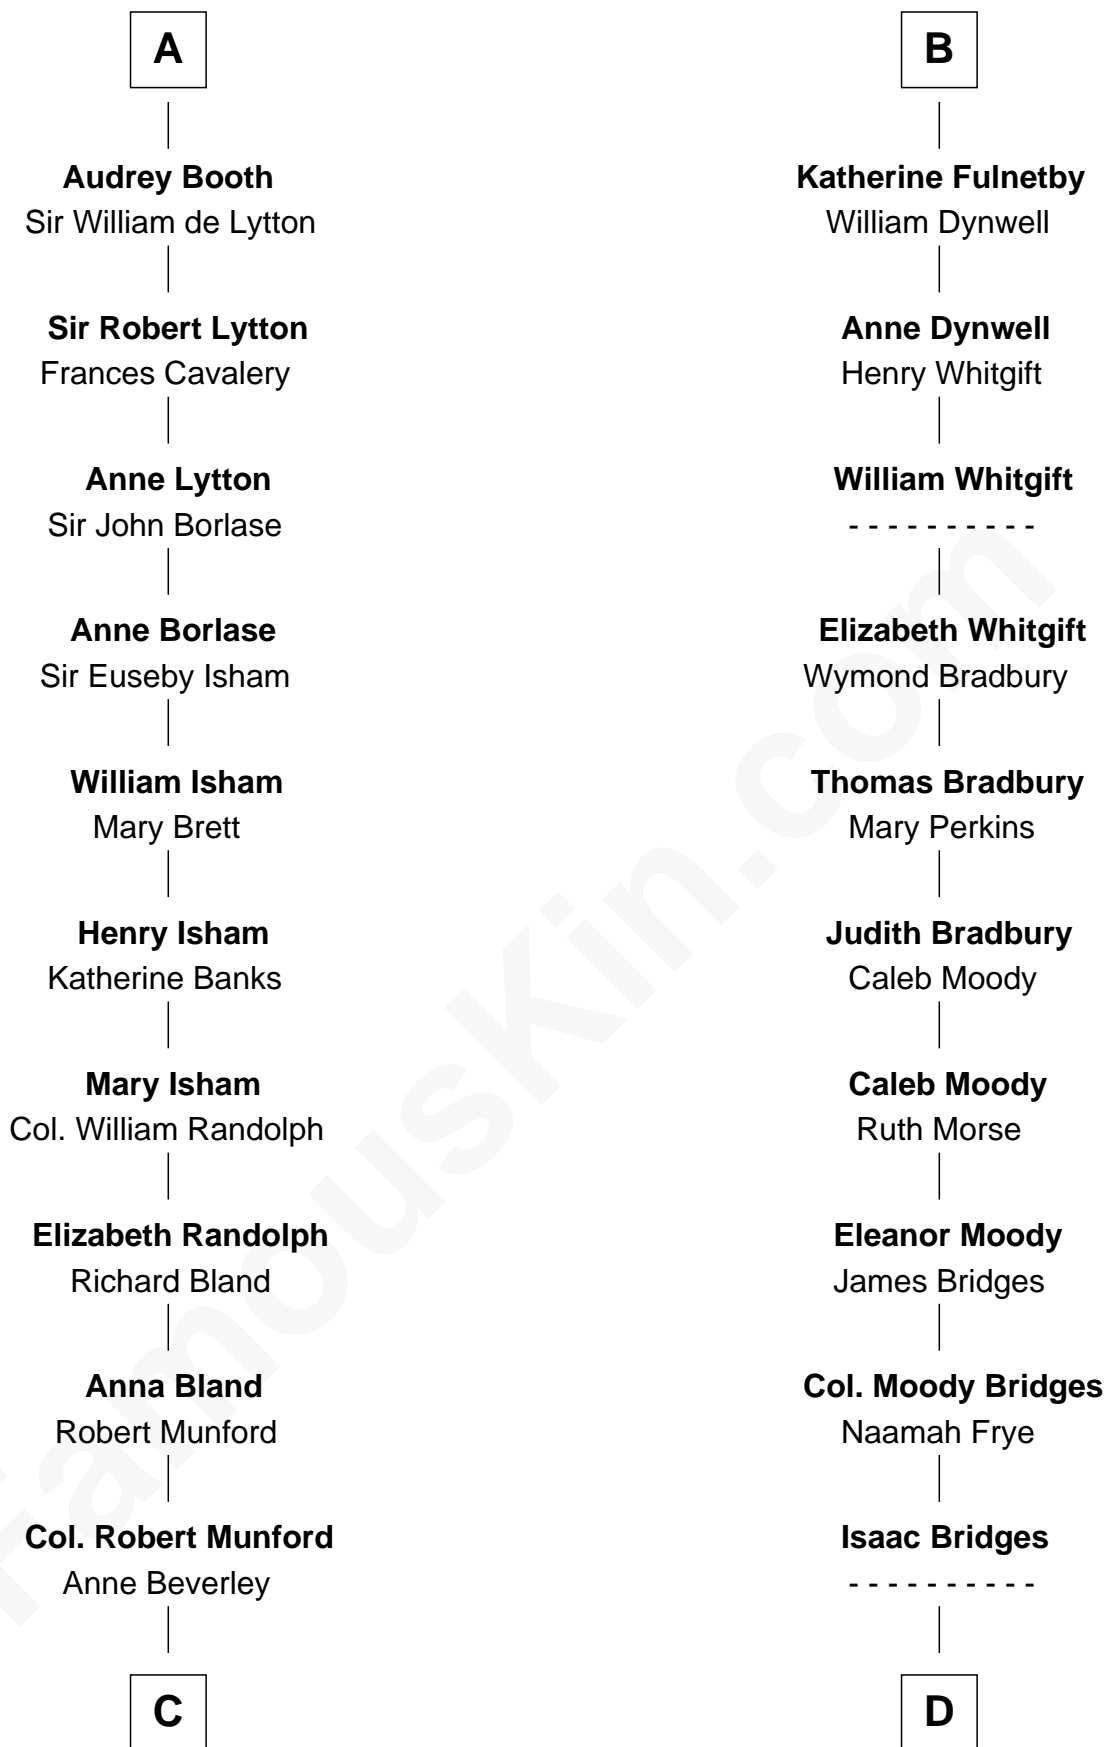 A
Audrey Booth
Sir William de Lytton
Sir Robert Lytton
Frances Cavalery
Anne Lytton
Sir John Borlase
Anne Borlase
Sir Euseby Isham
William Isham
Mary Brett
Henry Isham
Katherine Banks
Mary Isham
Col. William Randolph
Elizabeth Randolph
Richard Bland
Anna Bland
Robert Munford
Col. Robert Munford
Anne Beverley
C
B
Katherine Fulnetby
William Dynwell
Anne Dynwell
Henry Whitgift
William Whitgift
- - - - - - - - - -
Elizabeth Whitgift
Wymond Bradbury
Thomas Bradbury
Mary Perkins
Judith Bradbury
Caleb Moody
Caleb Moody
Ruth Morse
Eleanor Moody
James Bridges
Col. Moody Bridges
Naamah Frye
Isaac Bridges
- - - - - - - - - -
D
FamousKin.com